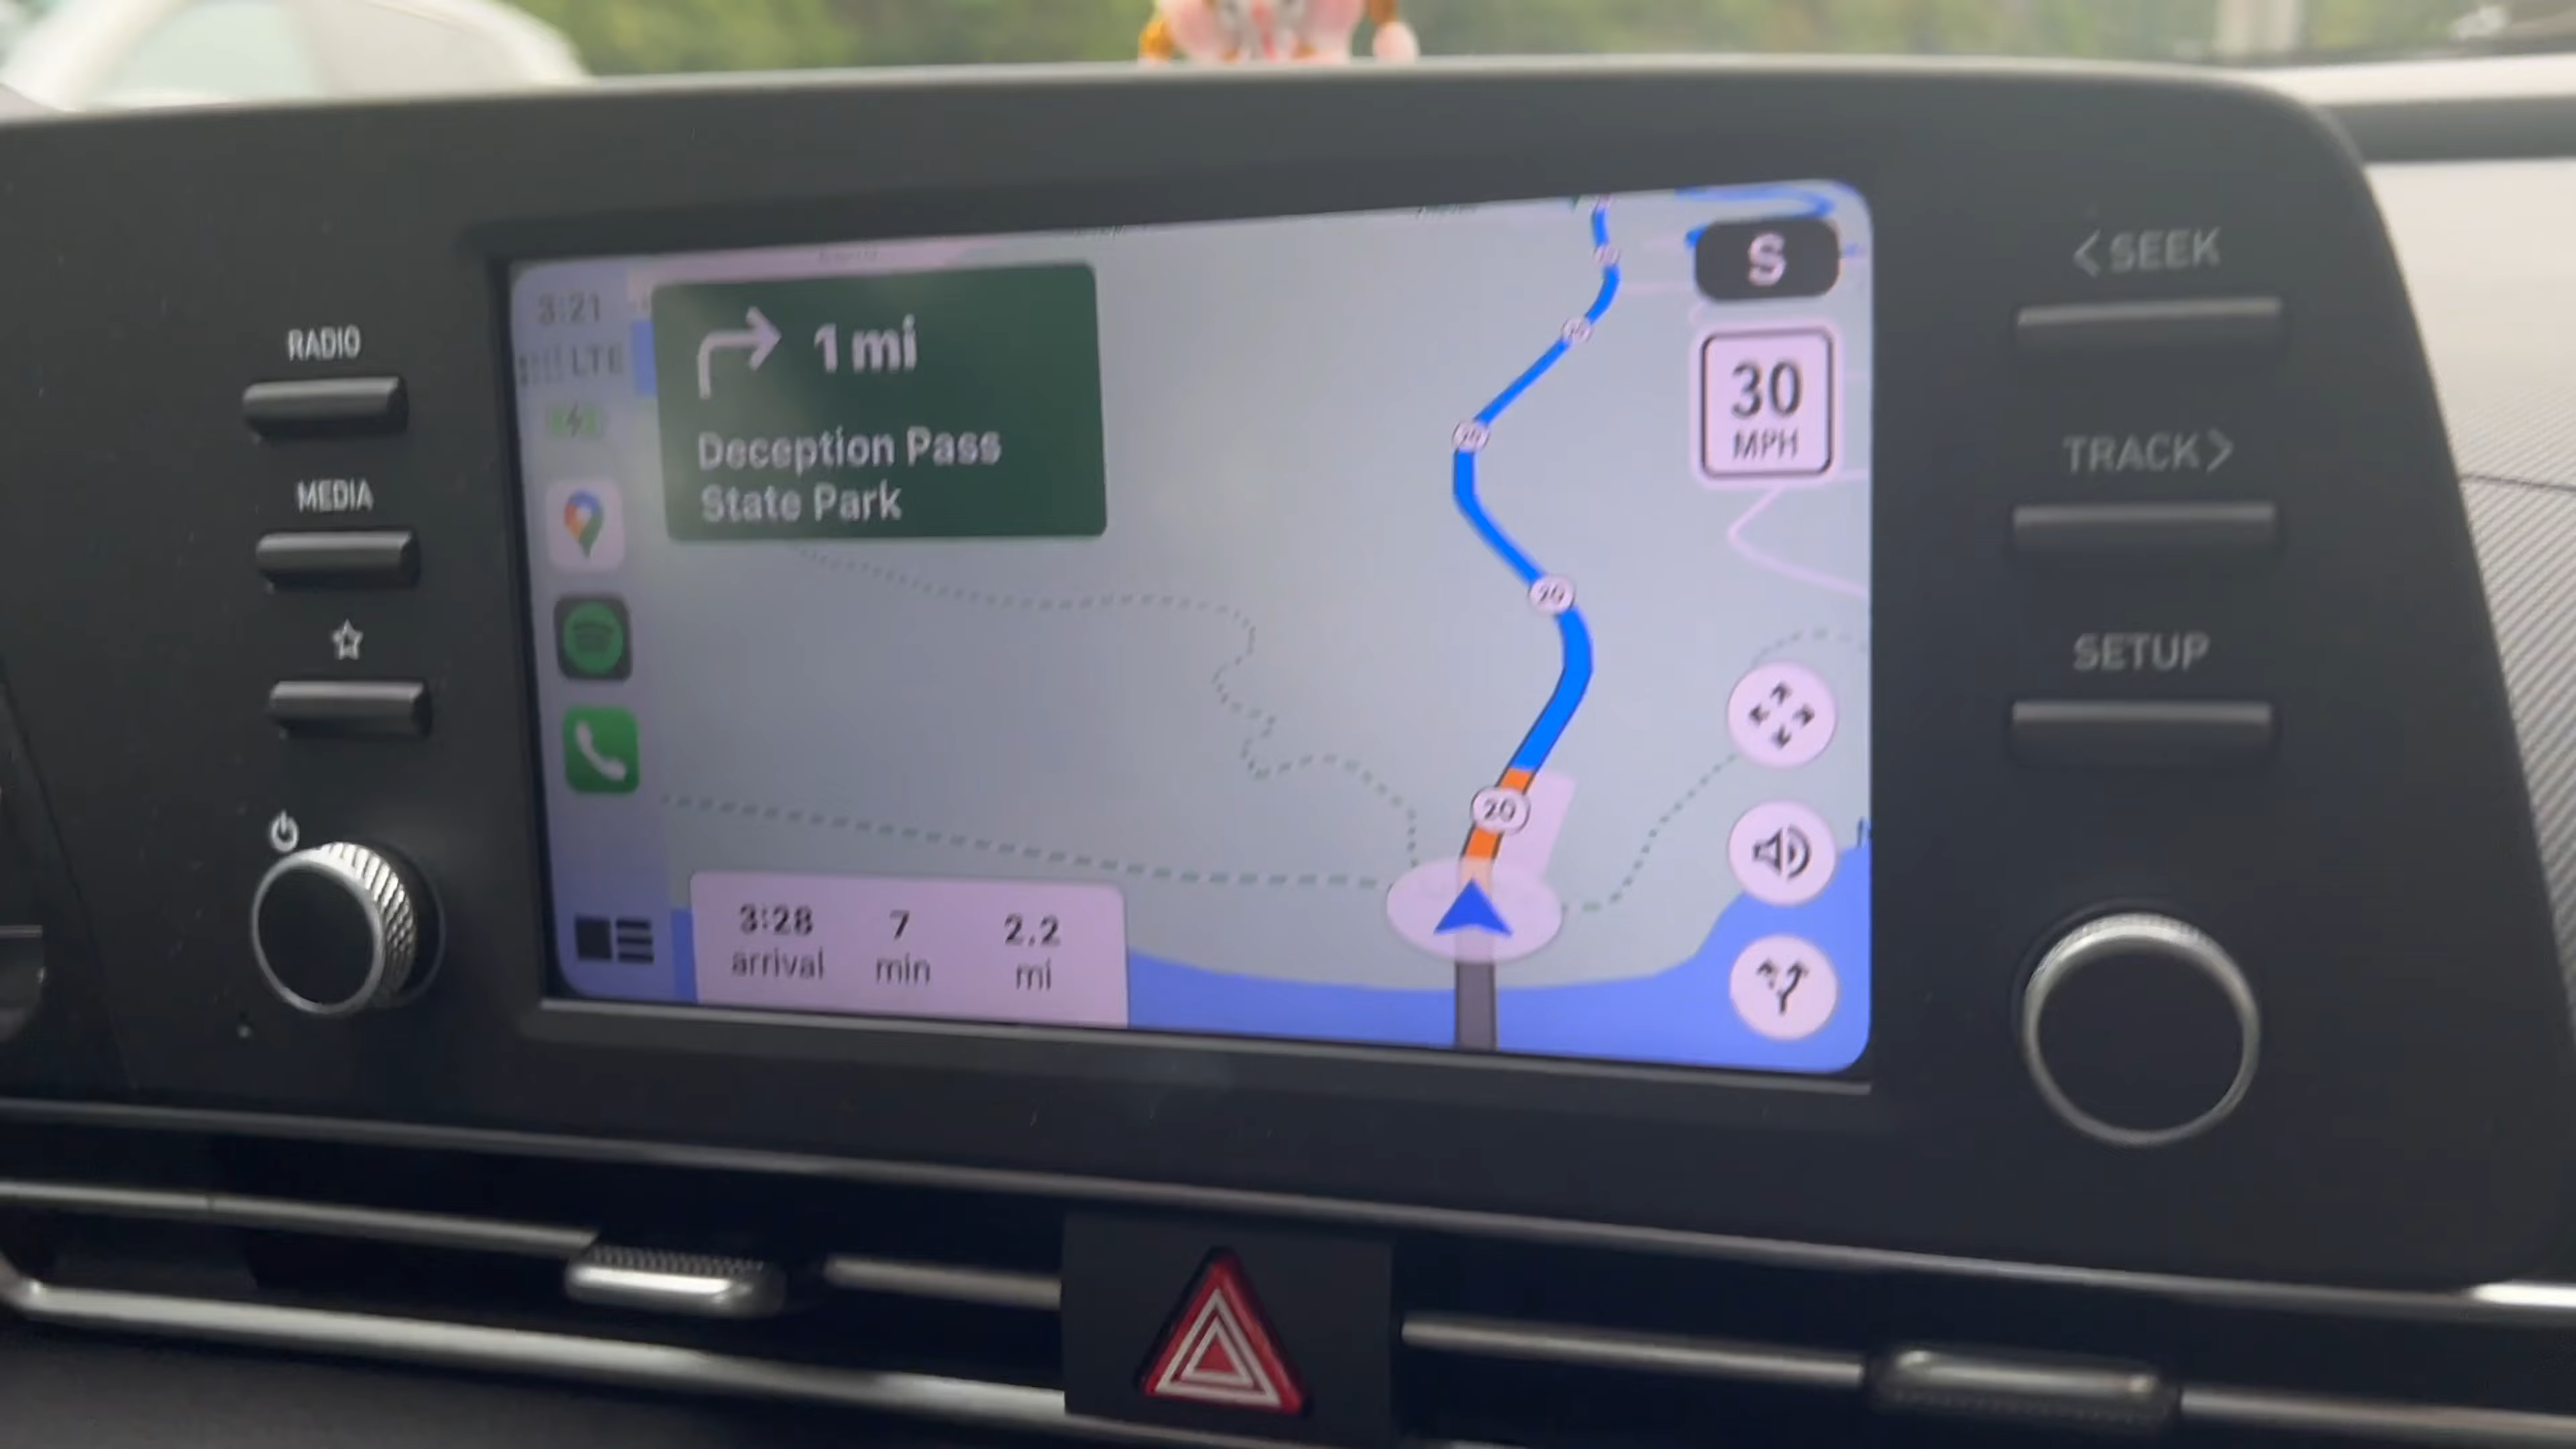 RADIO
MEDIA
3:21
LTE
1 mi
Deception Pass
State Park
20
20
20
20
S
30
MPH
3:28
arrival
7
min
2.2
mi
< SEEK
TRACK >
SETUP